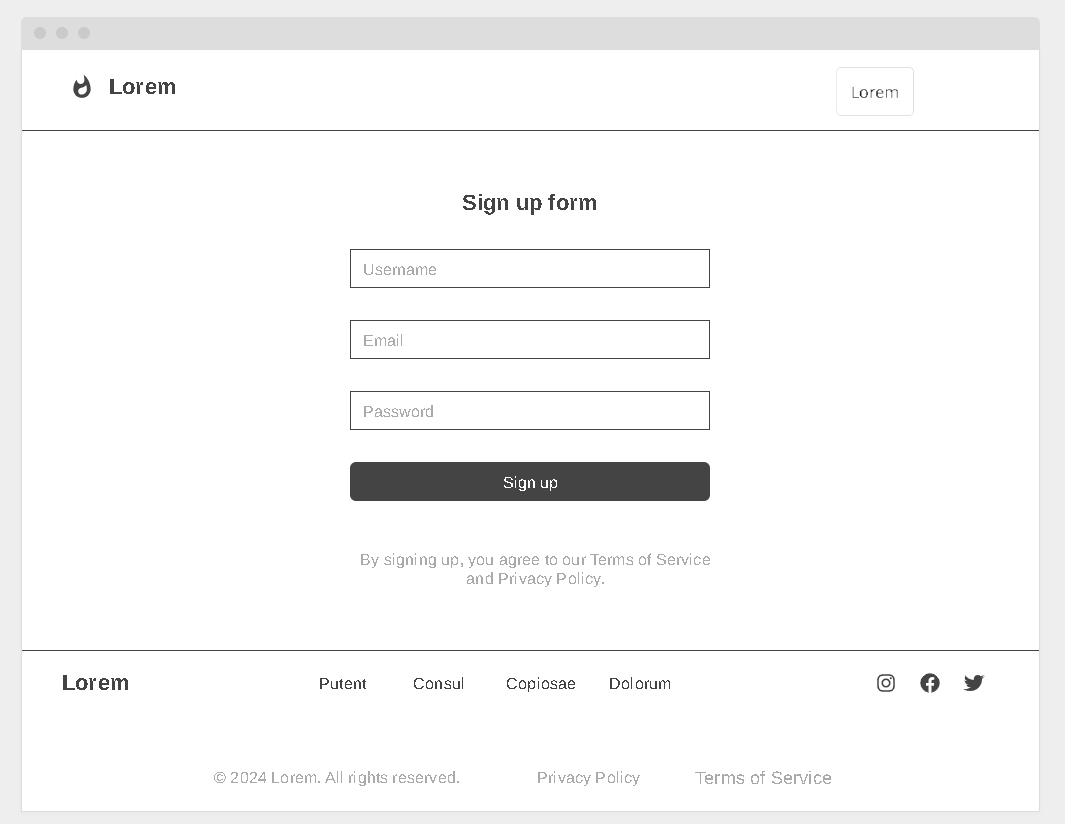 Lorem
Lorem
Sign up form
Username
Email
Password
Sign up
By signing up, you agree to our Terms of Service
and Privacy Policy.
Lorem
Putent
Consul
Copiosae
Dolorum
© 2024 Lorem. All rights reserved.
Privacy Policy
Terms of Service